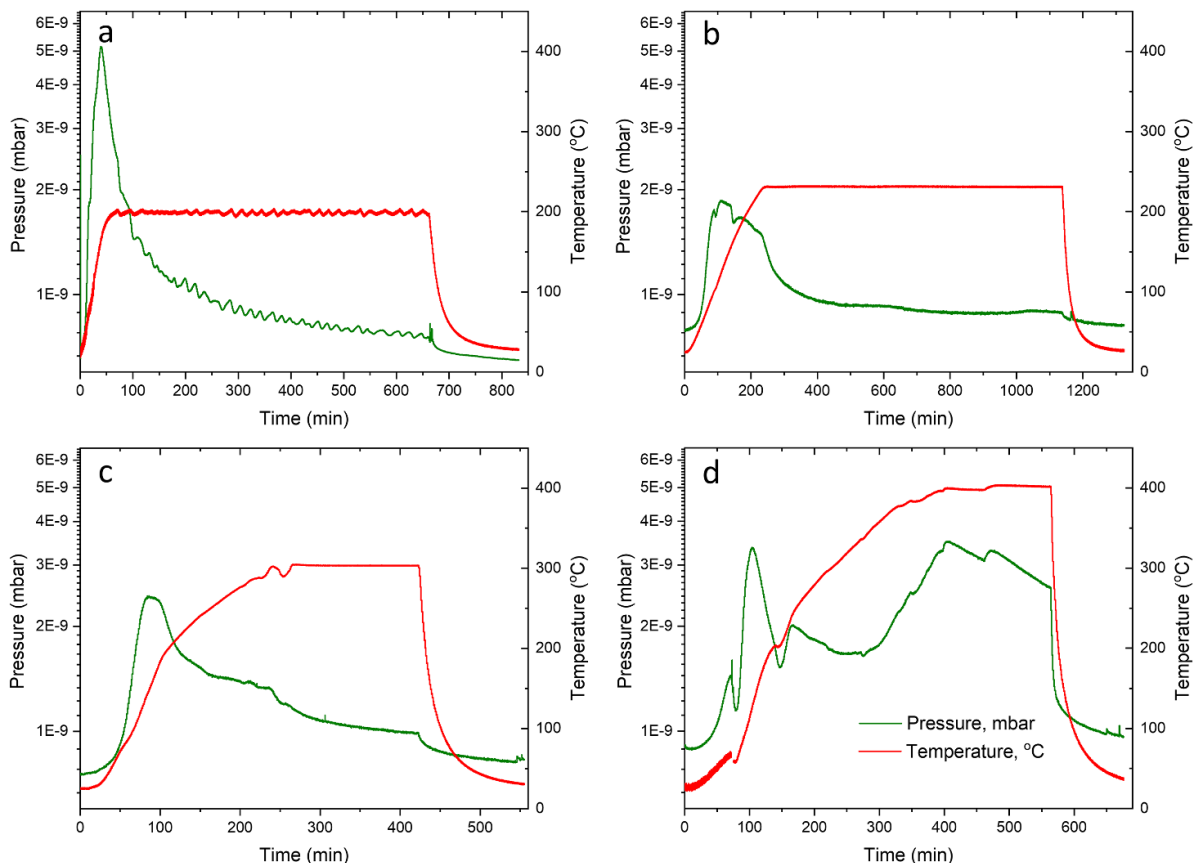 a
6E-9
5E-9
4E-9
3E-9
2E-9
1E-9
Pressure (mbar)
400
300
200
100
0
Temperature (°C)
0 100 200 300 400 500 600 700 800
Time (min)
b
6E-9
5E-9
4E-9
3E-9
2E-9
1E-9
Pressure (mbar)
400
300
200
100
0
Temperature (°C)
0 200 400 600 800 1000 1200
Time (min)
c
6E-9
5E-9
4E-9
3E-9
2E-9
1E-9
Pressure (mbar)
400
300
200
100
0
Temperature (°C)
0 100 200 300 400 500
Time (min)
d
6E-9
5E-9
4E-9
3E-9
2E-9
1E-9
Pressure (mbar)
400
300
200
100
0
Temperature (°C)
Pressure, mbar
Temperature, °C
0 100 200 300 400 500 600
Time (min)